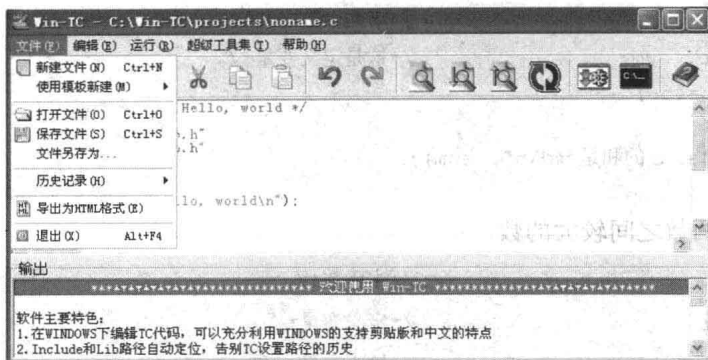 Win-TC - C:\Win-TC\projects\noname.c
文件(F) 编辑(E) 运行(R) 超级工具集(T) 帮助(H)
新建文件(N) Ctrl+N
使用模板新建(M)
打开文件(O) Ctrl+O
保存文件(S) Ctrl+S
文件另存为...
历史记录(H)
导出为HTML格式(E)
退出(X) Alt+F4
Hello, world */
.h"
.h"
lo, world\n");
输出
欢迎使用 Win-TC
软件主要特色:
1.在WINDOWS下编辑TC代码,可以充分利用WINDOWS的支持剪贴版和中文的特点
2.Include和Lib路径自动定位,告别TC设置路径的历史